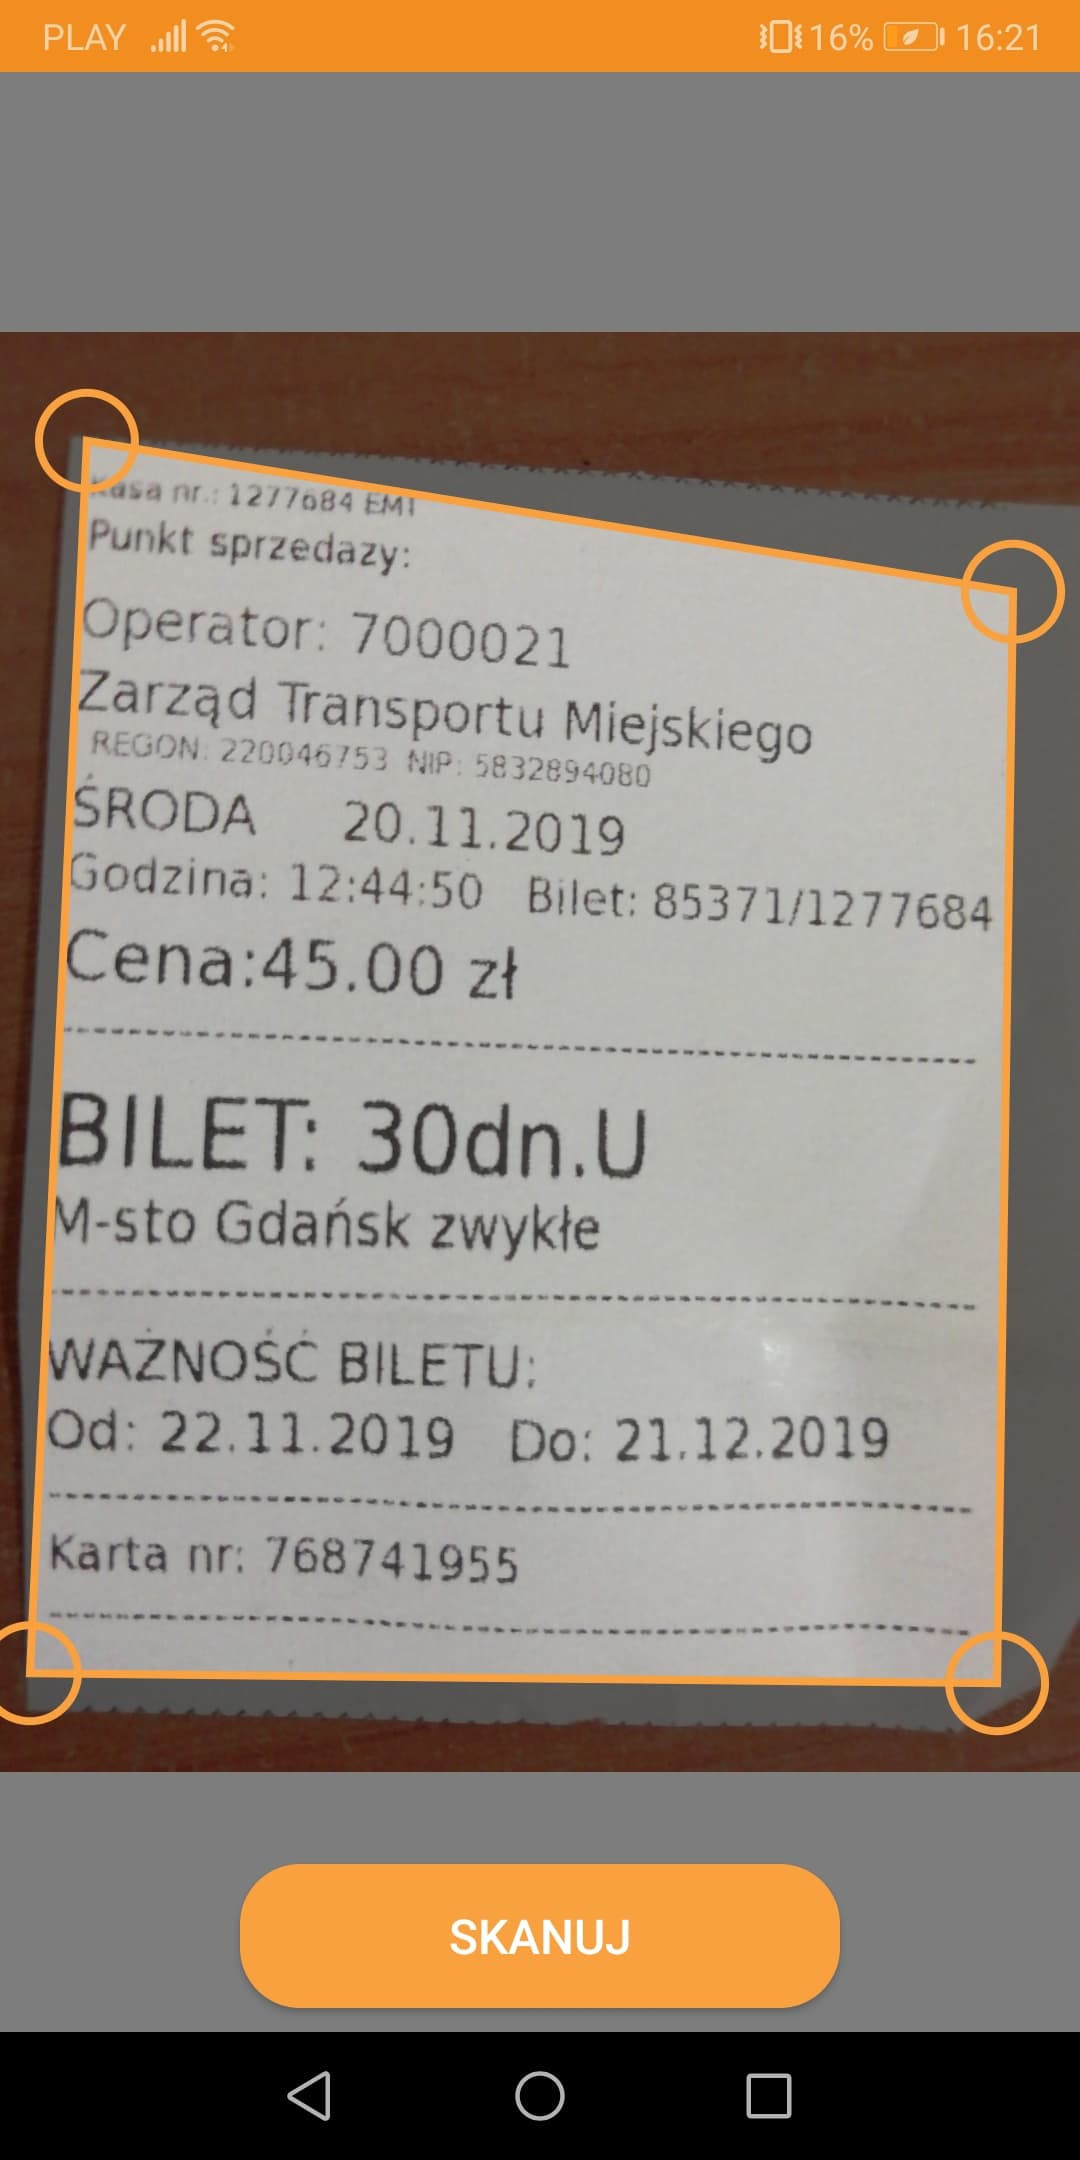 PLAY 16% 16:21
Kasa nr.: 1277684 EM1
Punkt sprzedazy:
Operator: 7000021
Zarząd Transportu Miejskiego
REGON: 220046753 NIP: 5832894080
ŚRODA 20.11.2019
Godzina: 12:44:50 Bilet: 85371/1277684
Cena:45.00 zł
BILET: 30dn.U
M-sto Gdańsk zwykłe
WAŻNOŚĆ BILETU:
Od: 22.11.2019 Do: 21.12.2019
Karta nr: 768741955
SKANUJ